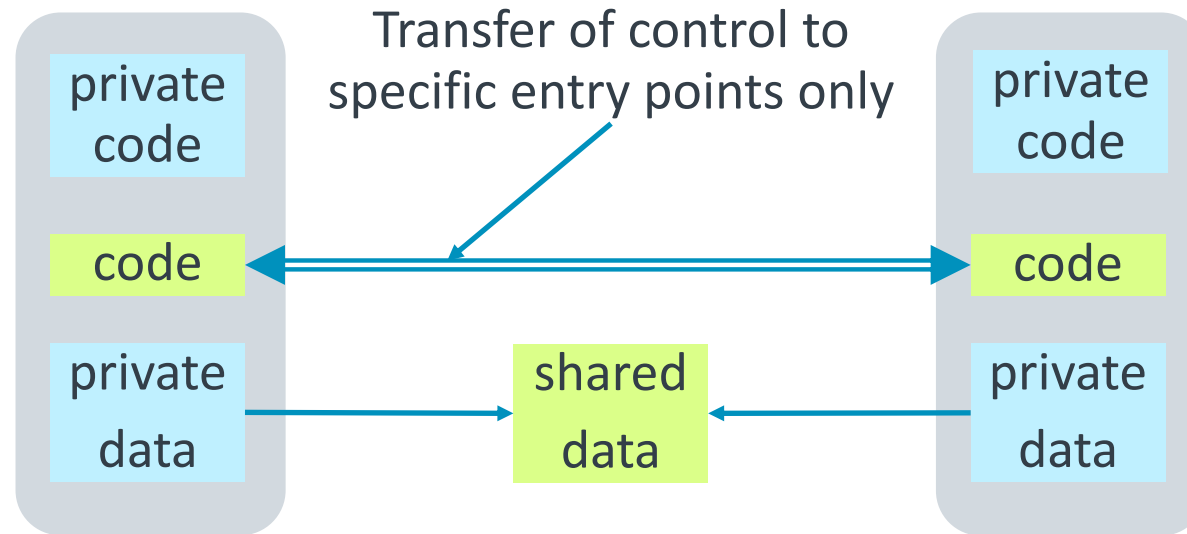 Transfer of control to
specific entry points only
private
code
code
private
data
shared
data
private
code
code
private
data